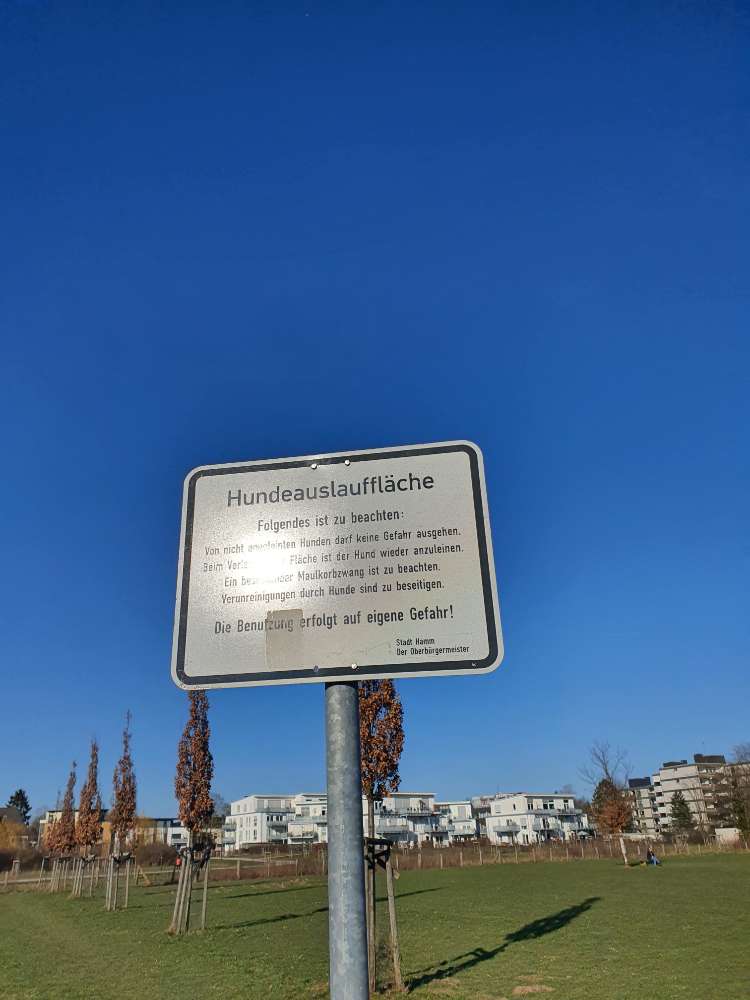 Hundeauslauffläche
Folgendes ist zu beachten:
Von nicht angeleinten Hunden darf keine Gefahr ausgehen.
Beim Fläche ist der Hund wieder anzuleinen.
Ein Maulkorbzwang ist zu beachten.
Verunreinigungen durch Hunde sind zu beseitigen.
Die Benutzung erfolgt auf eigene Gefahr!
Stadt Hamm
Der Oberbürgermeister